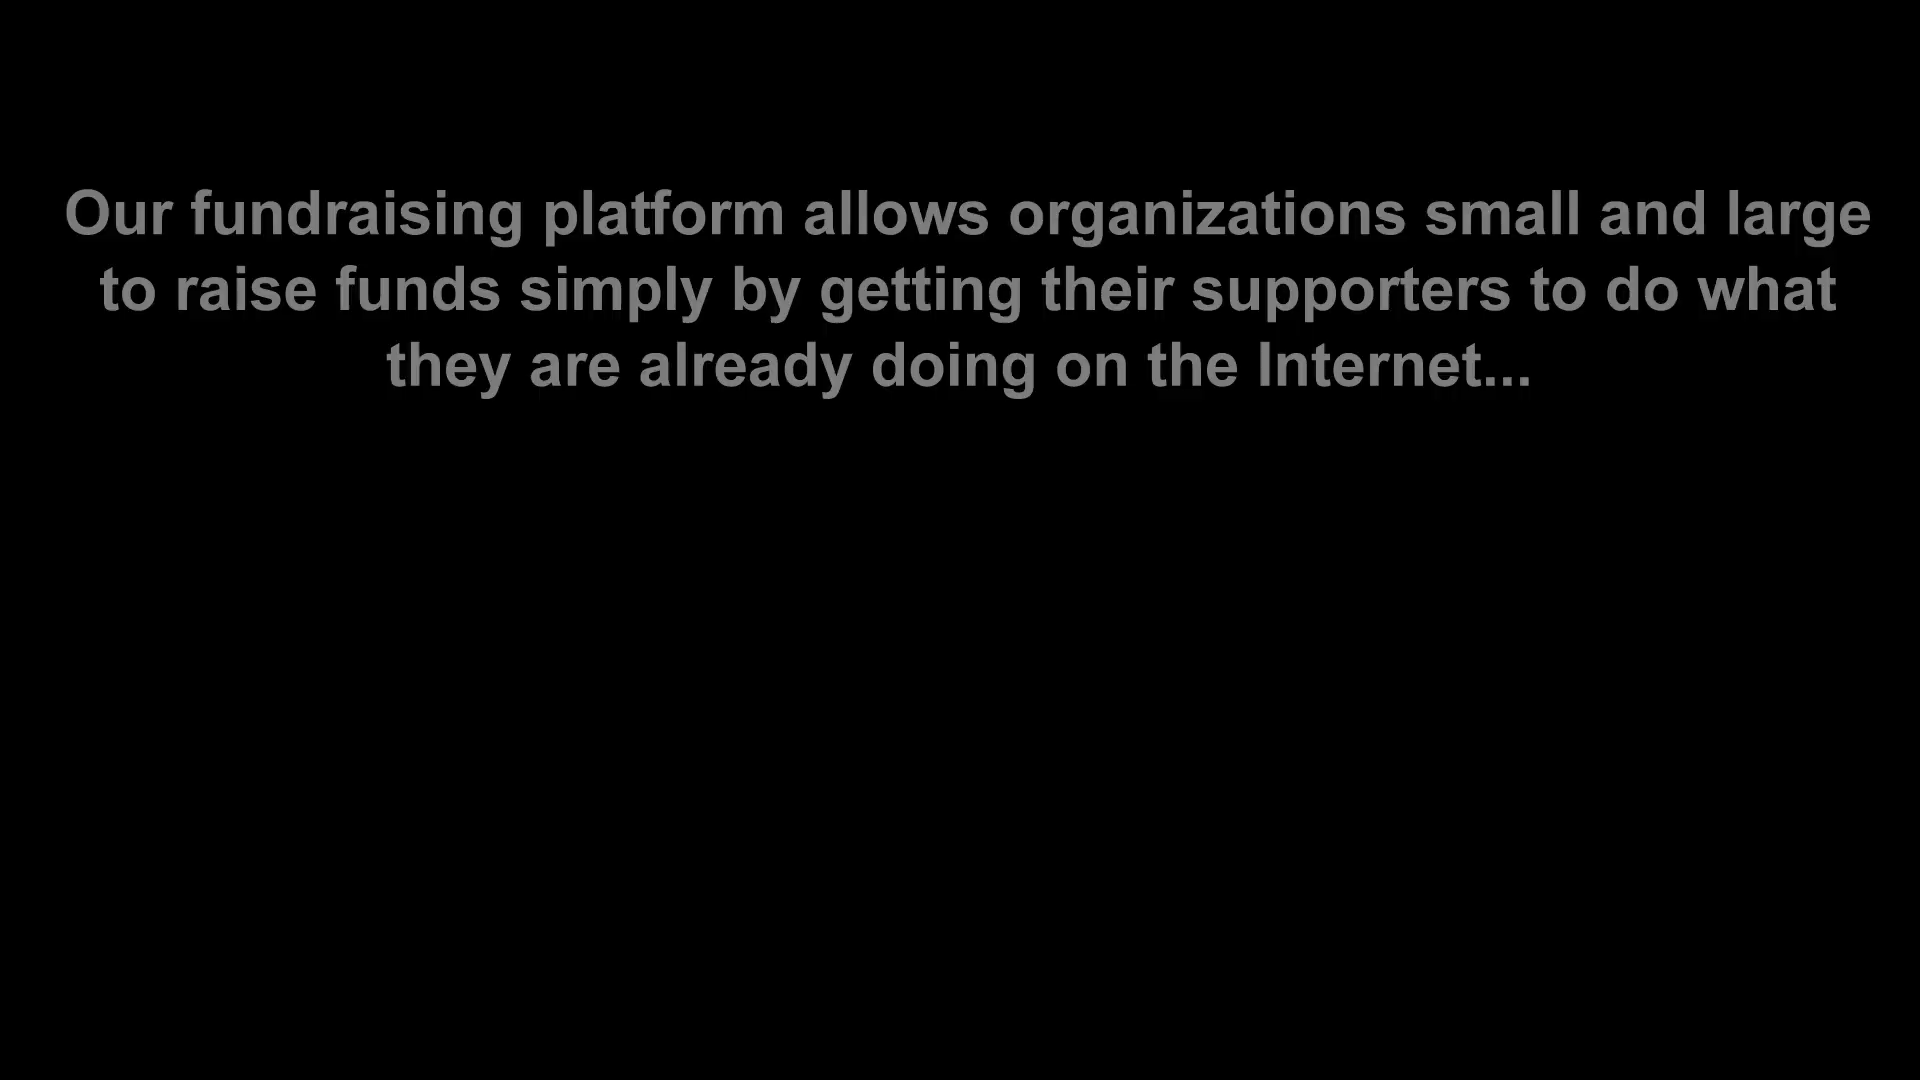 Our fundraising platform allows organizations small and large
to raise funds simply by getting their supporters to do what
they are already doing on the Internet...